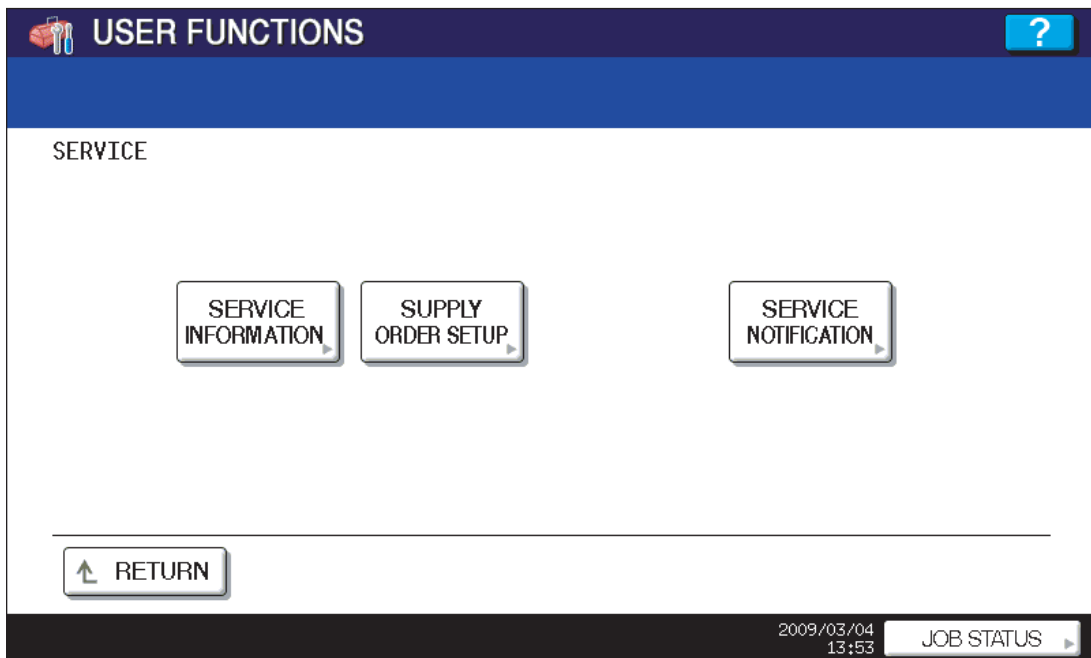 USER FUNCTIONS
?
SERVICE
SERVICE
INFORMATION
SUPPLY
ORDER SETUP
SERVICE
NOTIFICATION
RETURN
2009/03/04
13:53
JOB STATUS